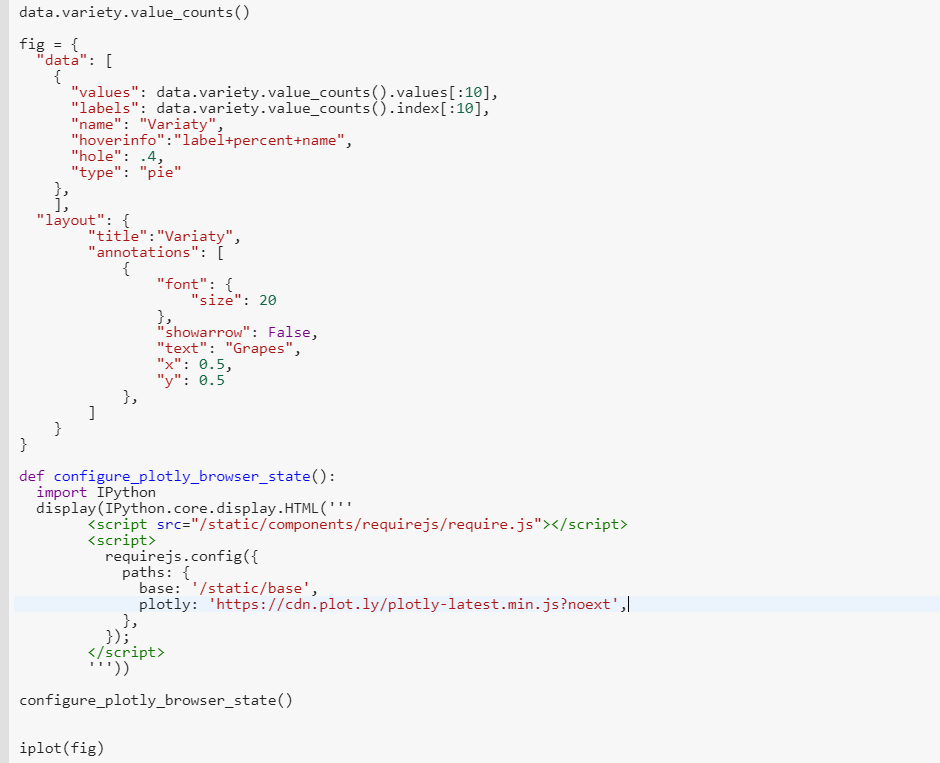 data.variety.value_counts()
fig = {
"data": [
{
"values": data.variety.value_counts().values[:10],
"labels": data.variety.value_counts().index[:10],
"name": "Variaty",
"hoverinfo":"label+percent+name",
"hole": .4,
"type": "pie"
},
],
"layout": {
"title":"Variaty",
"annotations": [
{
"font": {
"size": 20
},
"showarrow": False,
"text": "Grapes",
"x": 0.5,
"y": 0.5
},
]
}
}
def configure_plotly_browser_state():
import IPython
display(IPython.core.display.HTML('''
<script src="/static/components/requirejs/require.js"></script>
<script>
requirejs.config({
paths: {
base: '/static/base',
plotly: 'https://cdn.plot.ly/plotly-latest.min.js?noext',
},
});
</script>
'''))
configure_plotly_browser_state()
iplot(fig)